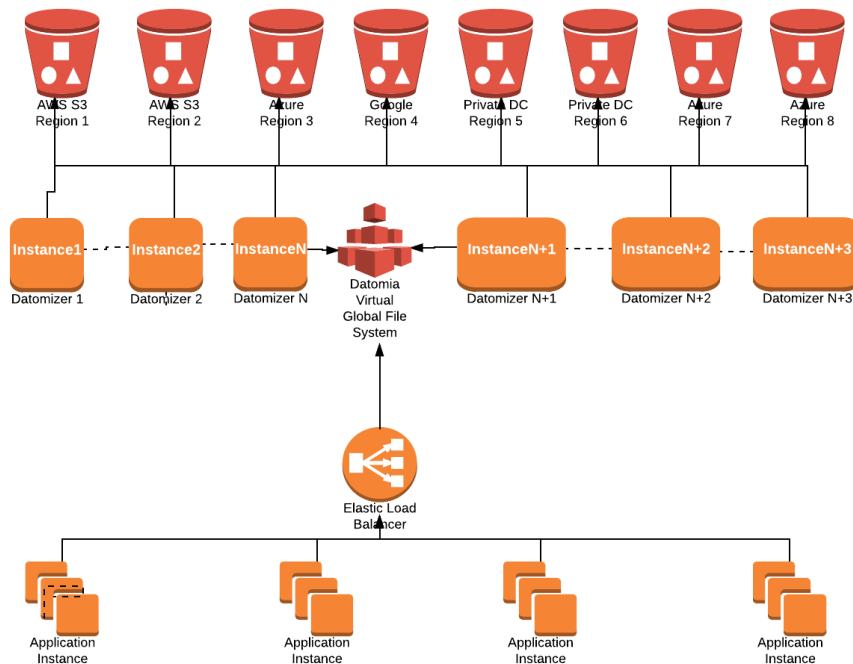 AWS S3
Region 1
AWS S3
Region 2
Azure
Region 3
Google
Region 4
Private DC
Region 5
Private DC
Region 6
Azure
Region 7
Azure
Region 8
Instance1
Instance2
InstanceN
InstanceN+1
InstanceN+2
InstanceN+3
Datomizer 1
Datomizer 2
Datomizer N
Datomia
Virtual
Global File
System
Datomizer N+1
Datomizer N+2
Datomizer N+3
Elastic Load
Balancer
Application
Instance
Application
Instance
Application
Instance
Application
Instance